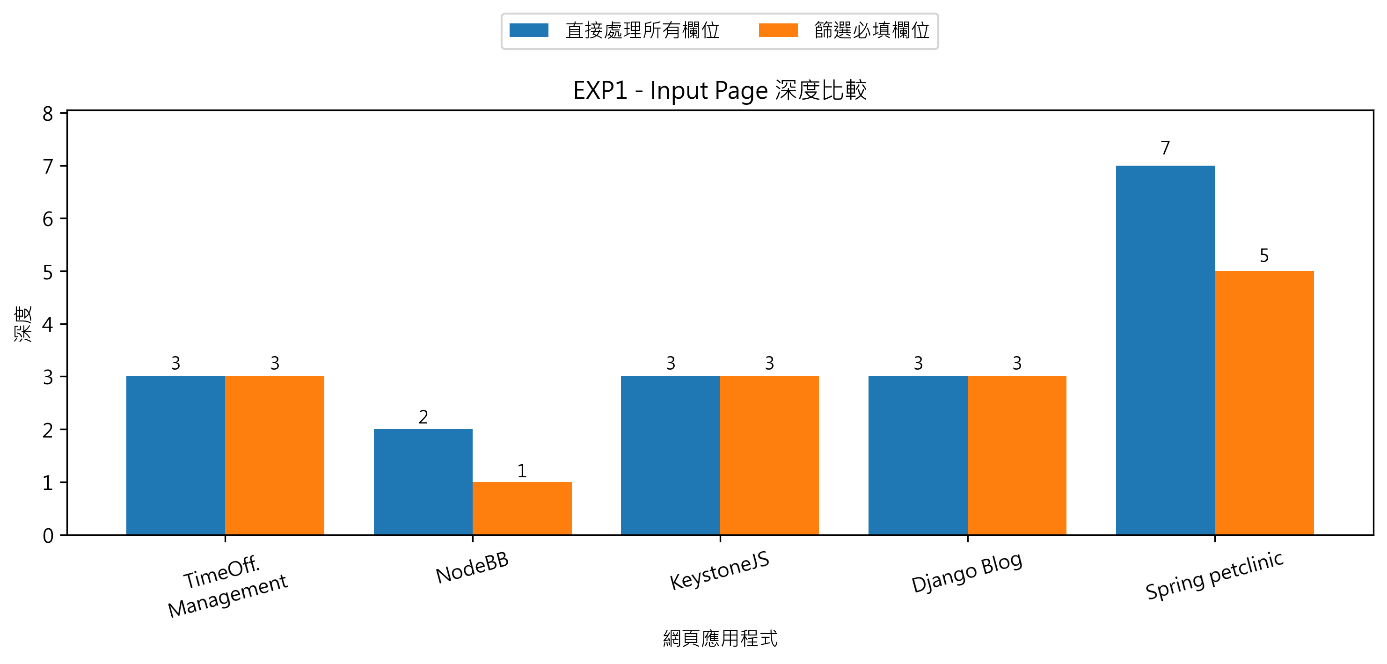 直接處理所有欄位
篩選必填欄位
EXP1 - Input Page 深度比較
8
7
6
5
4
3
2
1
0
深度
3
3
2
1
3
3
3
3
7
5
TimeOff.
Management
NodeBB
KeystoneJS
Django Blog
Spring petclinic
網頁應用程式